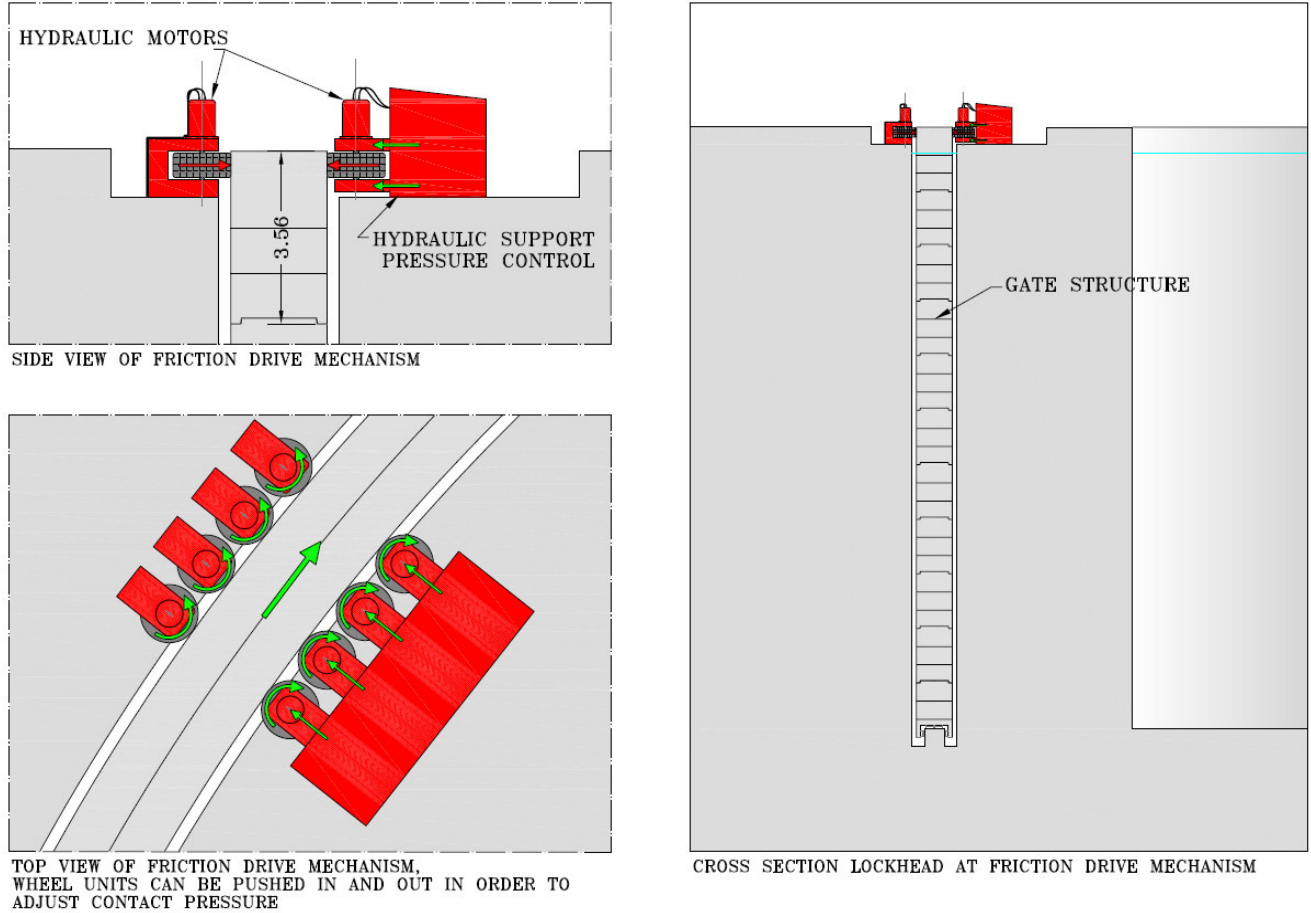 HYDRAULIC MOTORS
3.56
HYDRAULIC SUPPORT
PRESSURE CONTROL
SIDE VIEW OF FRICTION DRIVE MECHANISM
TOP VIEW OF FRICTION DRIVE MECHANISM,
WHEEL UNITS CAN BE PUSHED IN AND OUT IN ORDER TO
ADJUST CONTACT PRESSURE
GATE STRUCTURE
CROSS SECTION LOCKHEAD AT FRICTION DRIVE MECHANISM